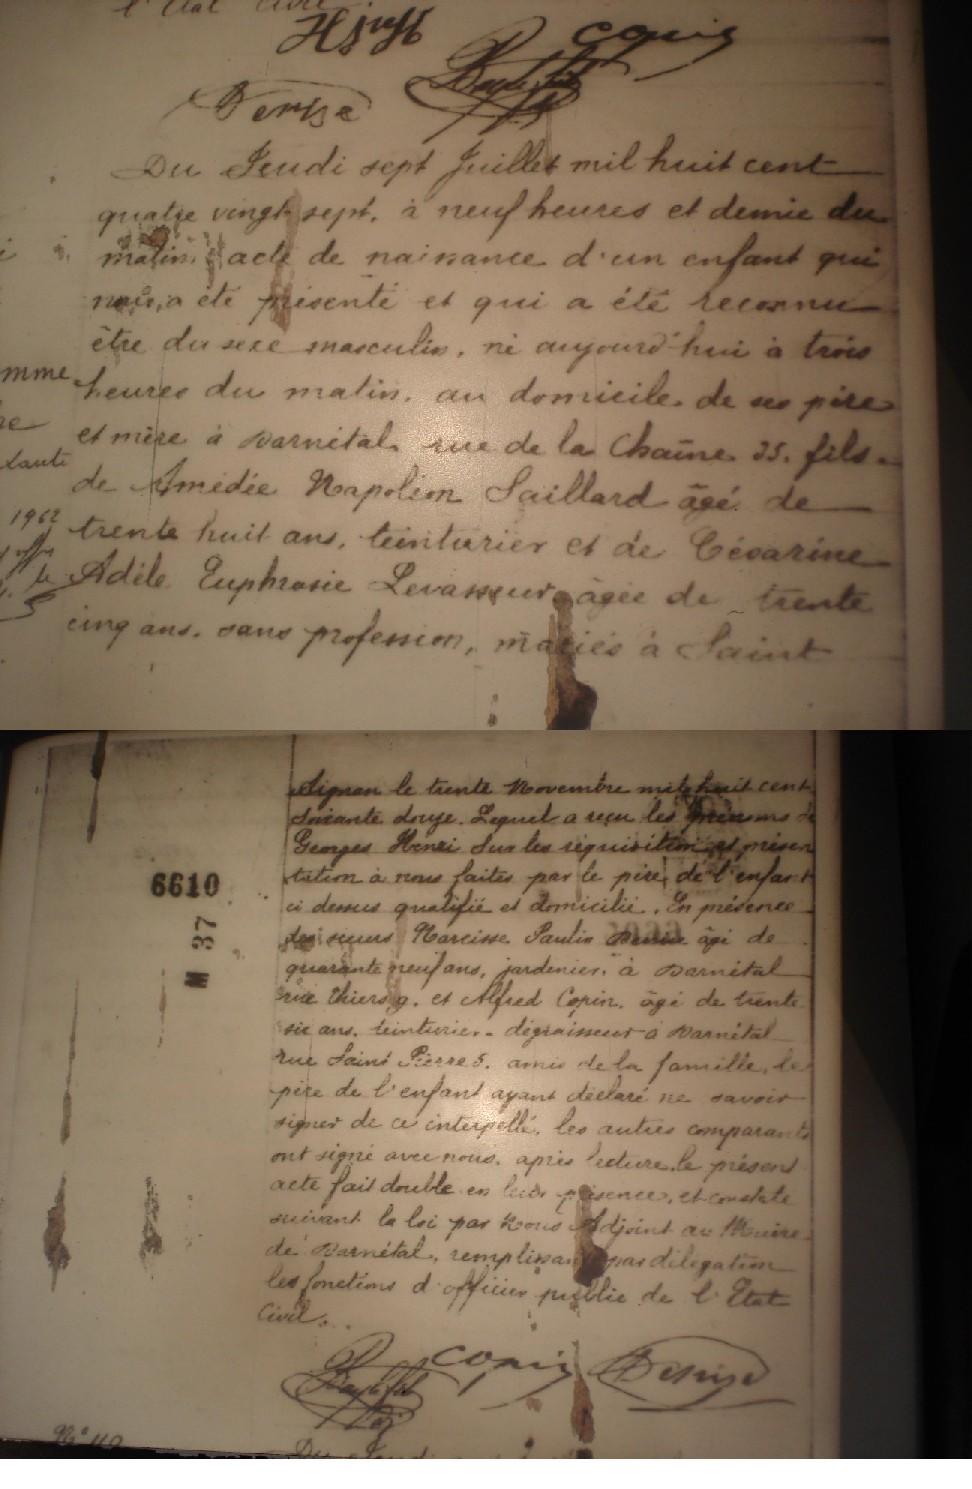 l'Etat Civil.
Copin
Denise
Du Jeudi sept Juillet mil huit cent
quatre vingt sept, à neuf heures et demie du
matin, acte de naissance d'un enfant qui
nous a été présenté et qui a été reconnu
être du sexe masculin, né aujourd'hui à trois
heures du matin, au domicile de ses père
et mère à Darnétal rue de la Chaîne 35. fils
de Amédée Napoléon Saillard âgé de
trente huit ans, teinturier et de Césarine
Adèle Euphrasie Levasseur âgée de trente
cinq ans, sans profession, mariés à Saint
mme
re
1962
le
Aignan le trente Novembre mil huit cent
soixante douze. Lequel a reçu les prénoms de
Georges Henri Sur les réquisition et présen
tation à nous faites par le père de l'enfant
ci dessus qualifié et domicilié. En présence
des sieurs Narcisse Paulin Denise âgé de
quarante neuf ans, jardinier, à Darnétal
rue Thiers 9. et Alfred Copin, âgé de trente
six ans, teinturier-dégraisseur à Darnétal
rue Saint Pierre 5. amis de la famille, le
père de l'enfant ayant déclaré ne savoir
signer de ce interpellé, les autres comparants
ont signé avec nous, après lecture, le présent
acte fait double en leur présence, et constaté
suivant la loi par Nous Adjoint au Maire
de Darnétal, remplissant par délégation
les fonctions d'officier public de l'Etat
Civil.
6610
M 37
Copin Denise
Du Jeudi